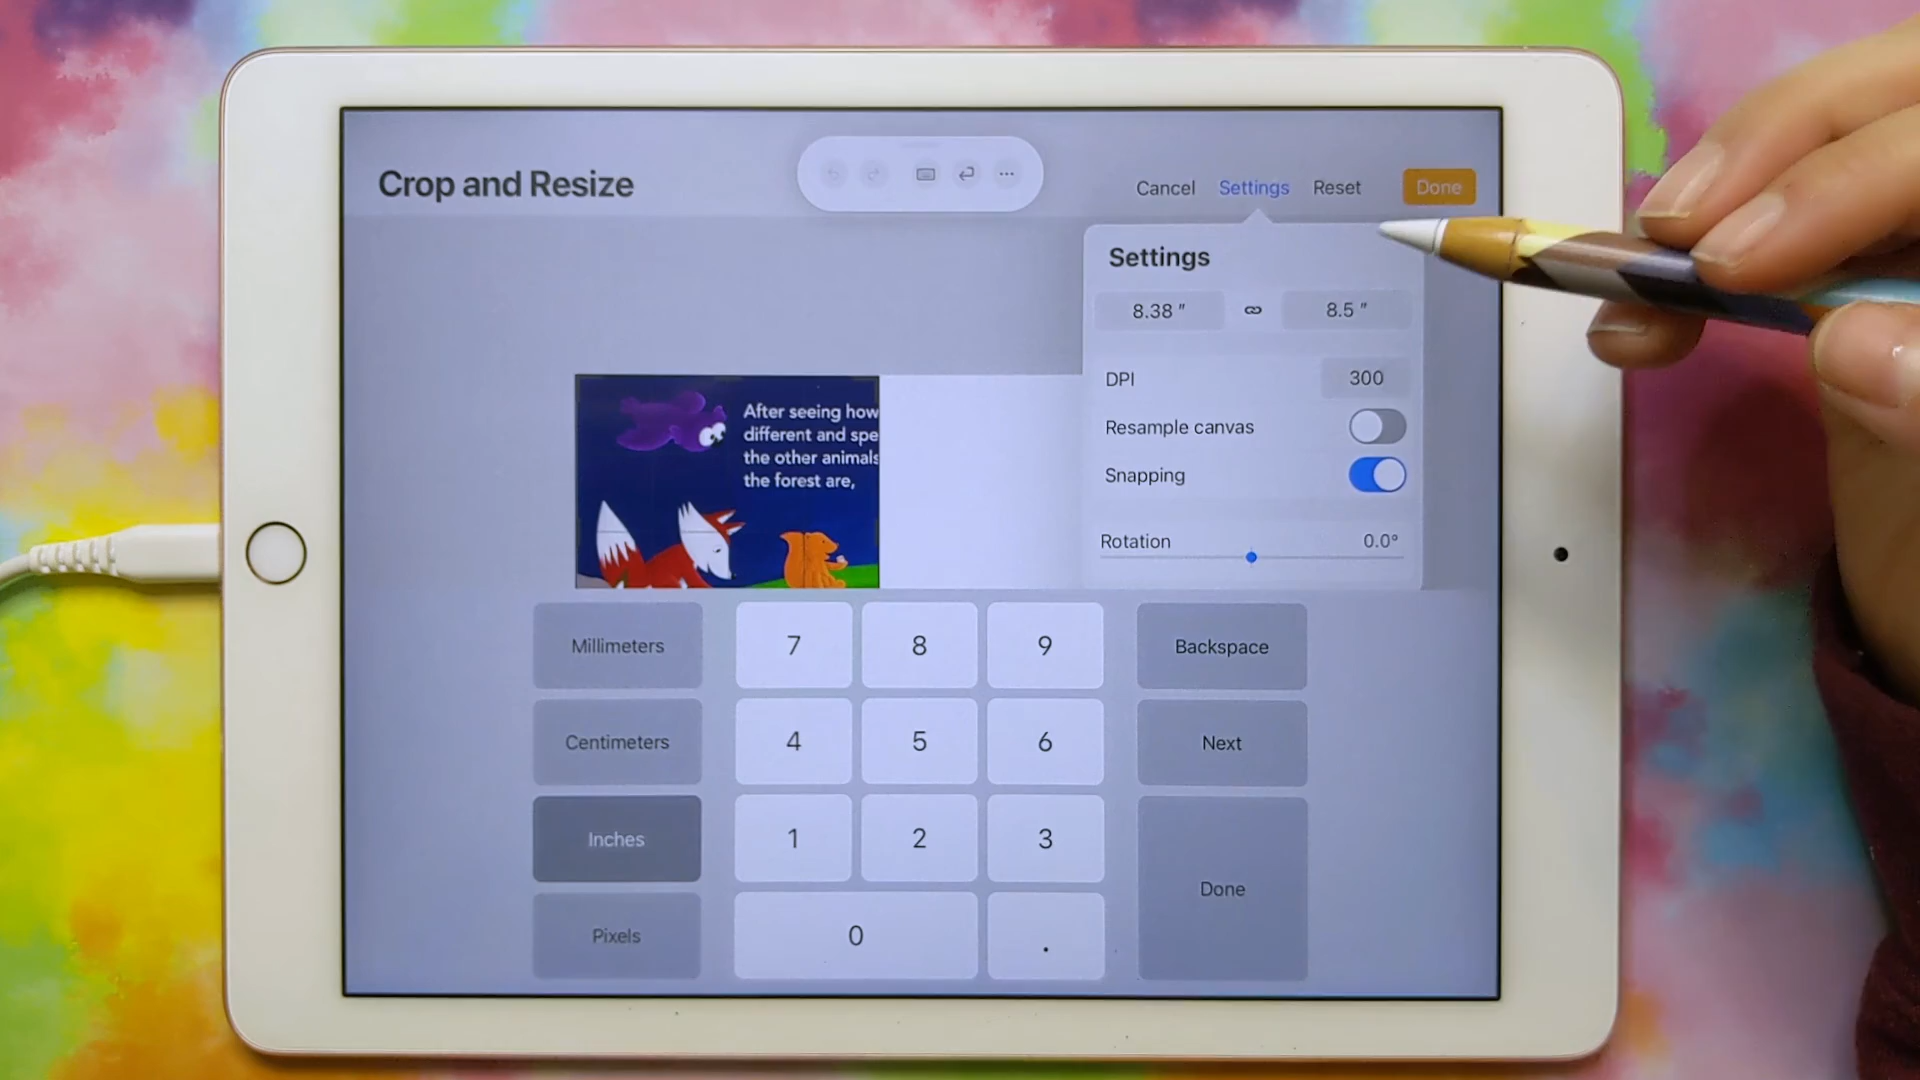 Crop and Resize
Cancel Settings Reset Done
Settings
8.38 " 8.5 "
DPI 300
Resample canvas
Snapping
Rotation 0.0°
After seeing how
different and spe
the other animals
the forest are,
Millimeters 7 8 9 Backspace
Centimeters 4 5 6 Next
Inches 1 2 3 Done
Pixels 0 .